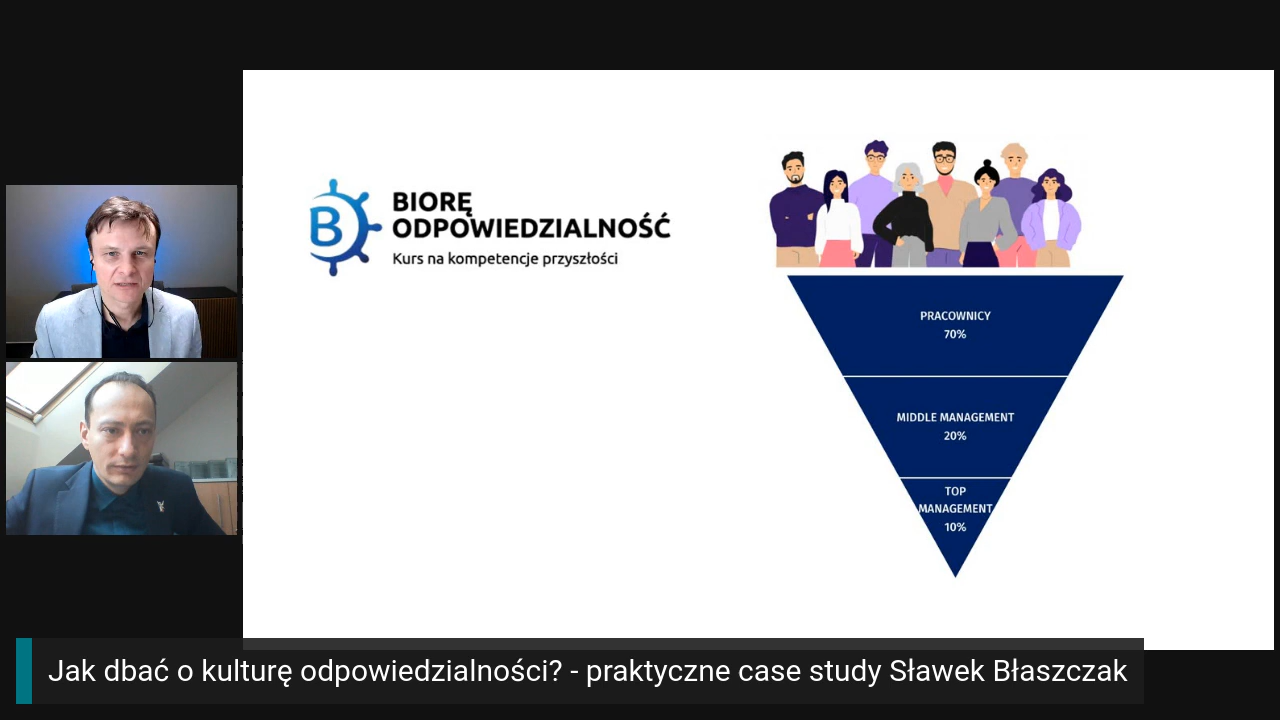 B
BIORĘ
ODPOWIEDZIALNOŚĆ
Kurs na kompetencje przyszłości
PRACOWNICY
70%
MIDDLE MANAGEMENT
20%
TOP
MANAGEMENT
10%
Jak dbać o kulturę odpowiedzialności? - praktyczne case study Sławek Błaszczak